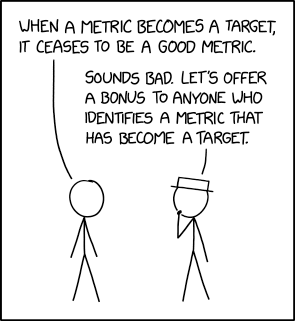 WHEN A METRIC BECOMES A TARGET,
IT CEASES TO BE A GOOD METRIC.
SOUNDS BAD. LET'S OFFER
A BONUS TO ANYONE WHO
IDENTIFIES A METRIC THAT
HAS BECOME A TARGET.